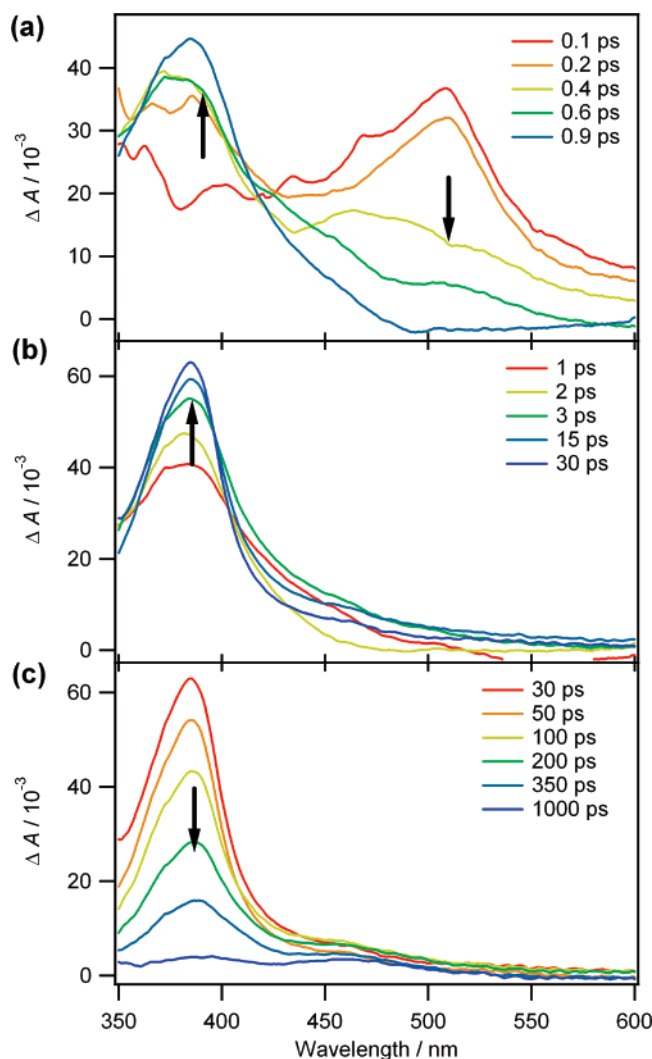 (a)
Δ A / 10⁻³
40
30
20
10
0
0.1 ps
0.2 ps
0.4 ps
0.6 ps
0.9 ps
(b)
Δ A / 10⁻³
60
40
20
0
1 ps
2 ps
3 ps
15 ps
30 ps
(c)
Δ A / 10⁻³
60
40
20
0
30 ps
50 ps
100 ps
200 ps
350 ps
1000 ps
350 400 450 500 550 600
Wavelength / nm